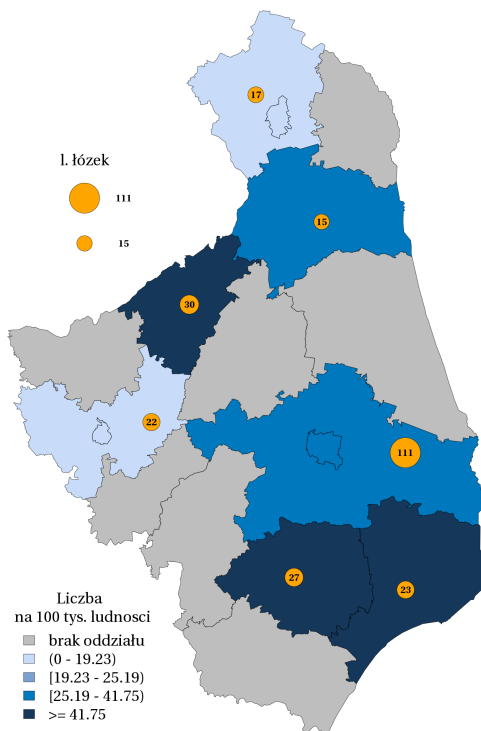 17
l. łózek
111
15
15
30
22
111
27
23
Liczba
na 100 tys. ludnosci
brak oddziału
(0 - 19.23)
[19.23 - 25.19)
[25.19 - 41.75)
>= 41.75